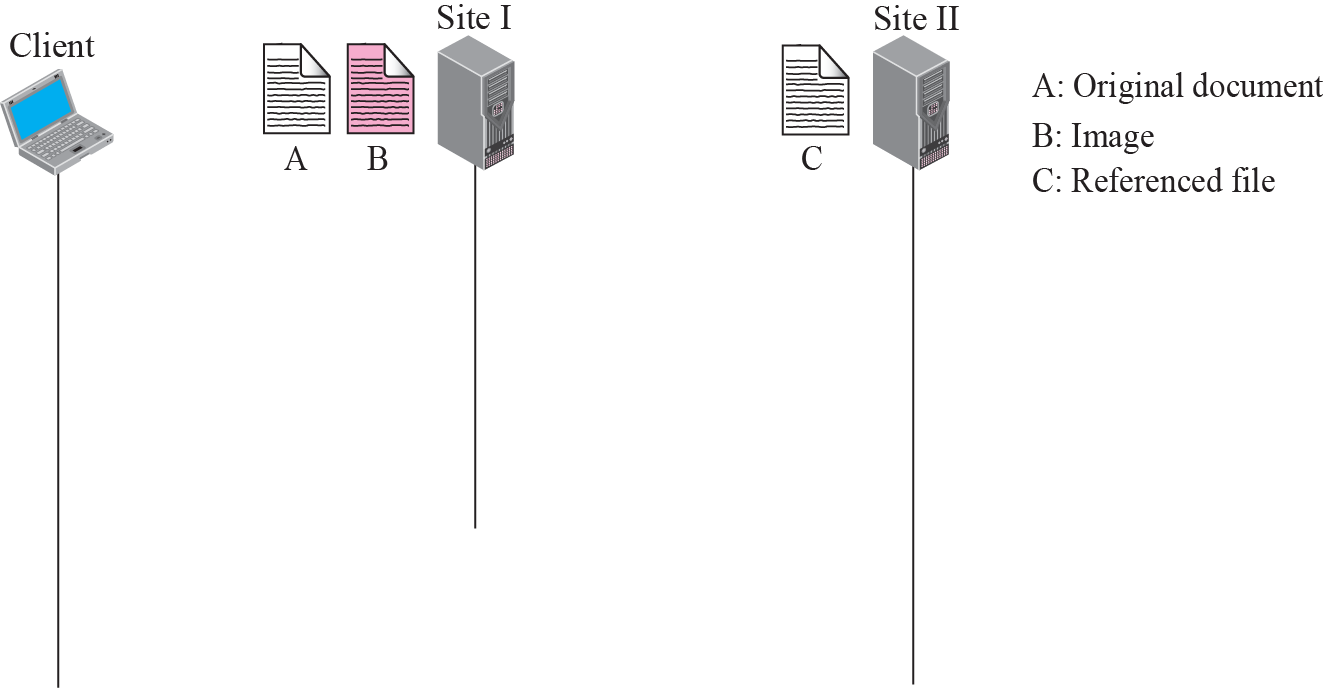 Client
Site I
Site II
A
B
C
A: Original document
B: Image
C: Referenced file